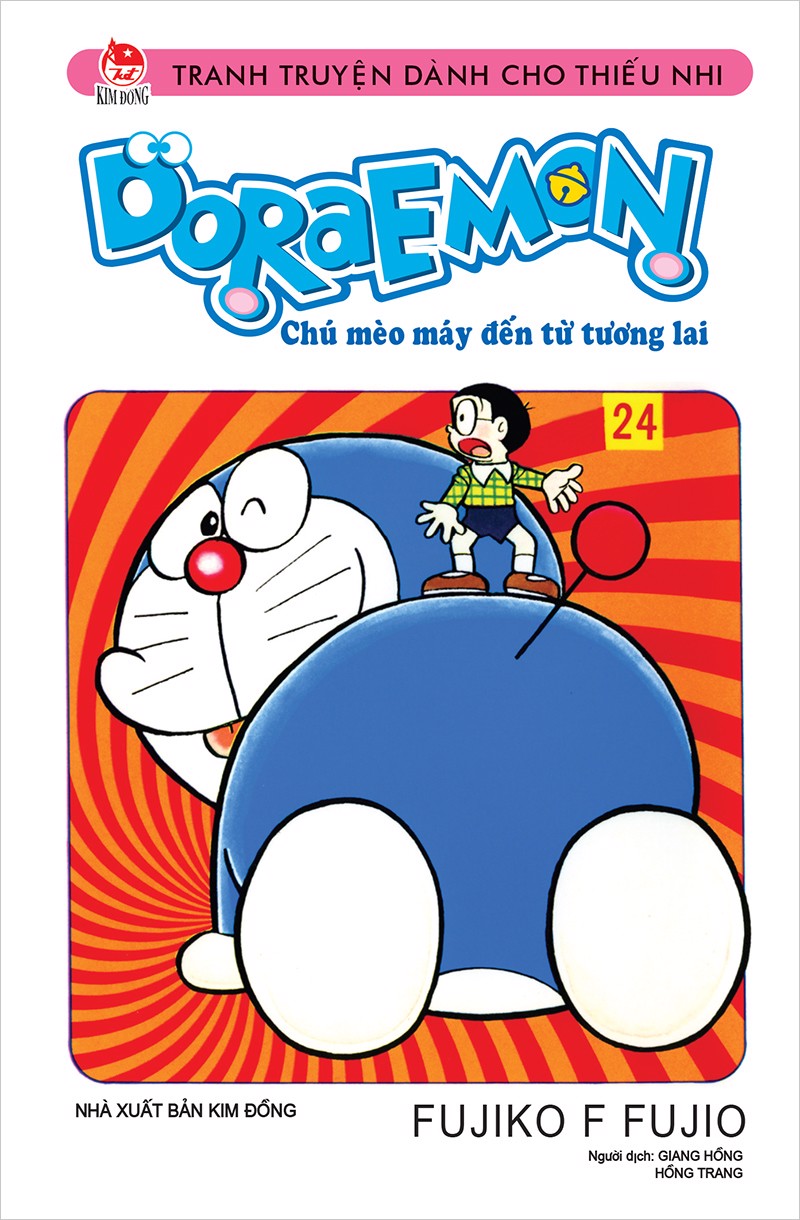 KIM ĐỒNG
TRANH TRUYỆN DÀNH CHO THIẾU NHI
DORAEMON
Chú mèo máy đến từ tương lai
24
NHÀ XUẤT BẢN KIM ĐỒNG
FUJIKO F FUJIO
Người dịch: GIANG HỒNG
HỒNG TRANG